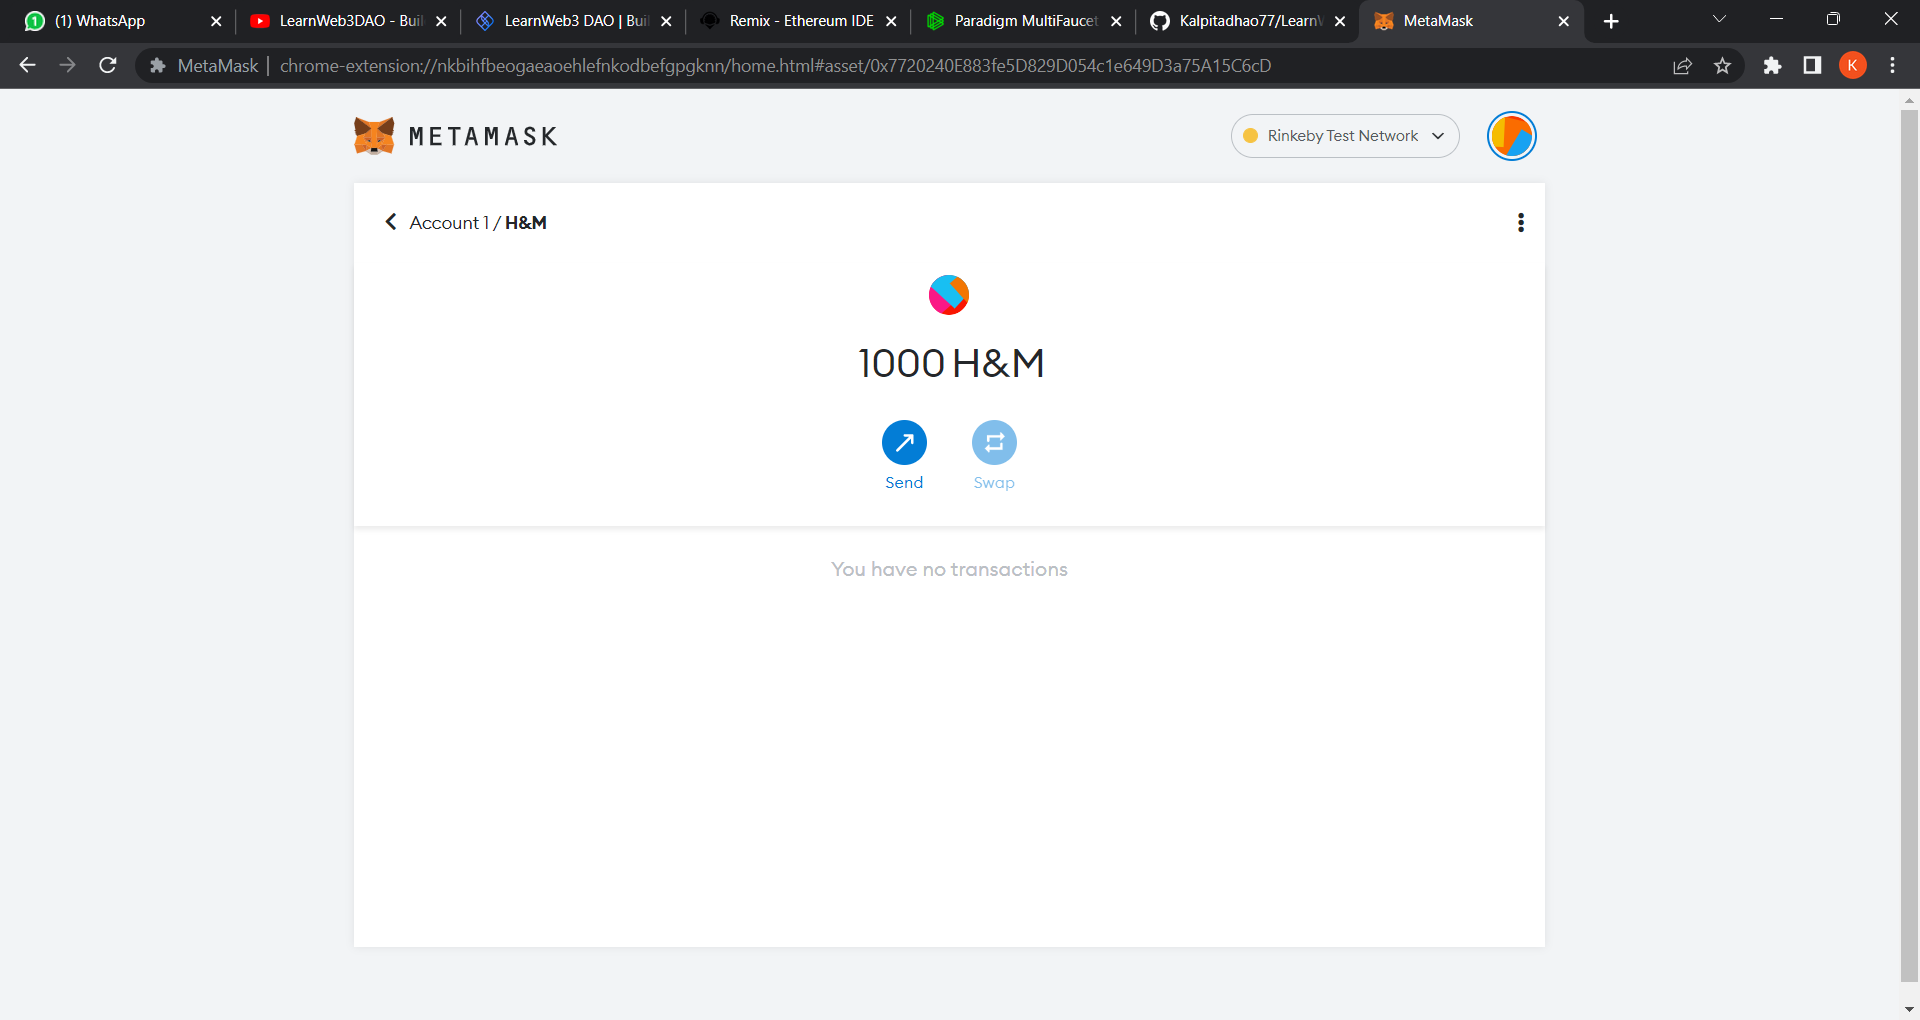 (1) WhatsApp
LearnWeb3DAO - Buil
LearnWeb3 DAO | Buil
Remix - Ethereum IDE
Paradigm MultiFaucet
Kalpitadhao77/LearnW
MetaMask
MetaMask | chrome-extension://nkbihfbeogaeaoehlefnkodbefgpgknn/home.html#asset/0x7720240E883fe5D829D054c1e649D3a75A15C6cD
K
METAMASK
Rinkeby Test Network
Account 1 / H&M
1000 H&M
Send
Swap
You have no transactions